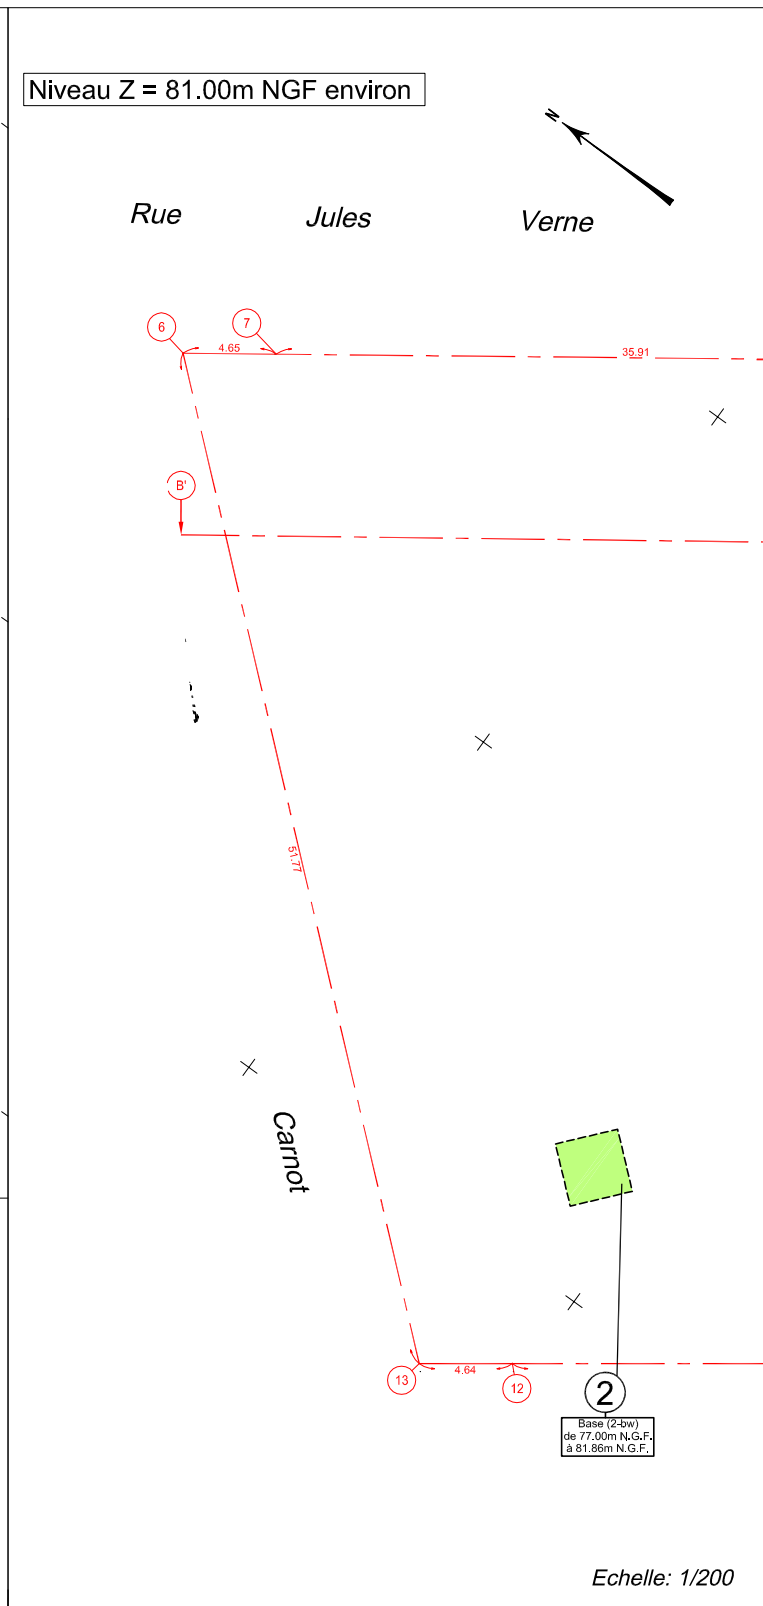 Niveau Z = 81.00m NGF environ
N
Rue Jules Verne
6
7
4.65
35.91
B'
51.77
Carnot
13
4.64
12
2
Base (2-bw)
de 77.00m N.G.F.
à 81.86m N.G.F.
Echelle: 1/200